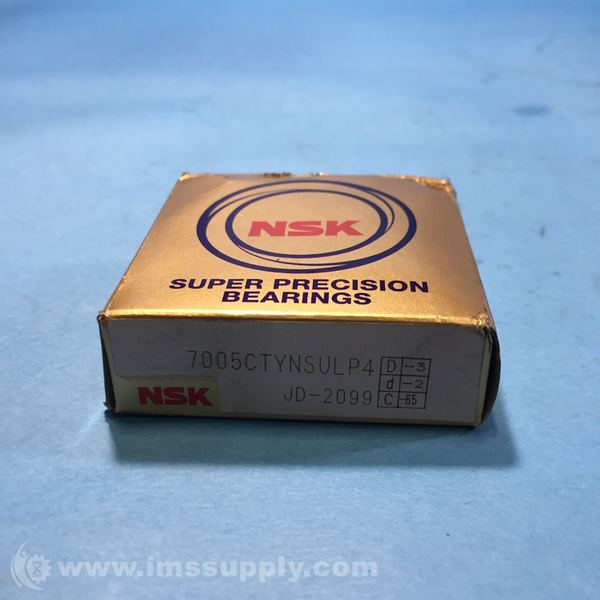 NSK
SUPER PRECISION
BEARINGS
7005CTYNSULP4
D -3
NSK
JD-2099
d -2
C -65
www.imssupply.com